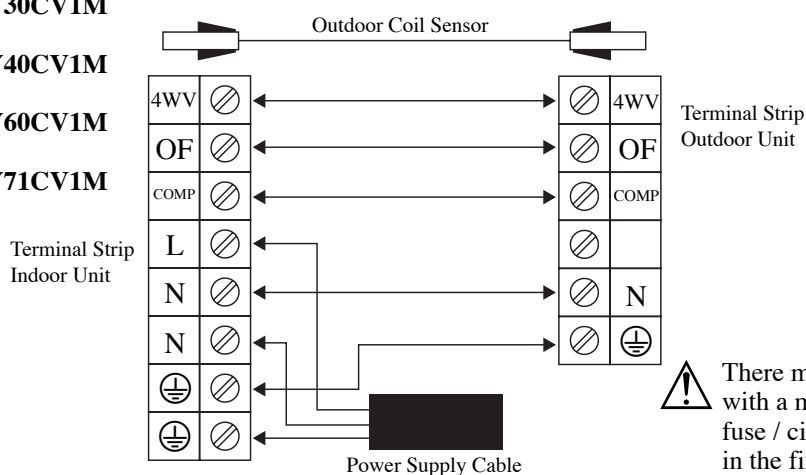 30CV1M
Outdoor Coil Sensor
40CV1M
60CV1M
71CV1M
4WV
OF
COMP
L
N
N
4WV
OF
COMP
N
Terminal Strip
Outdoor Unit
Terminal Strip
Indoor Unit
There m
with a m
fuse / ci
in the fi
Power Supply Cable